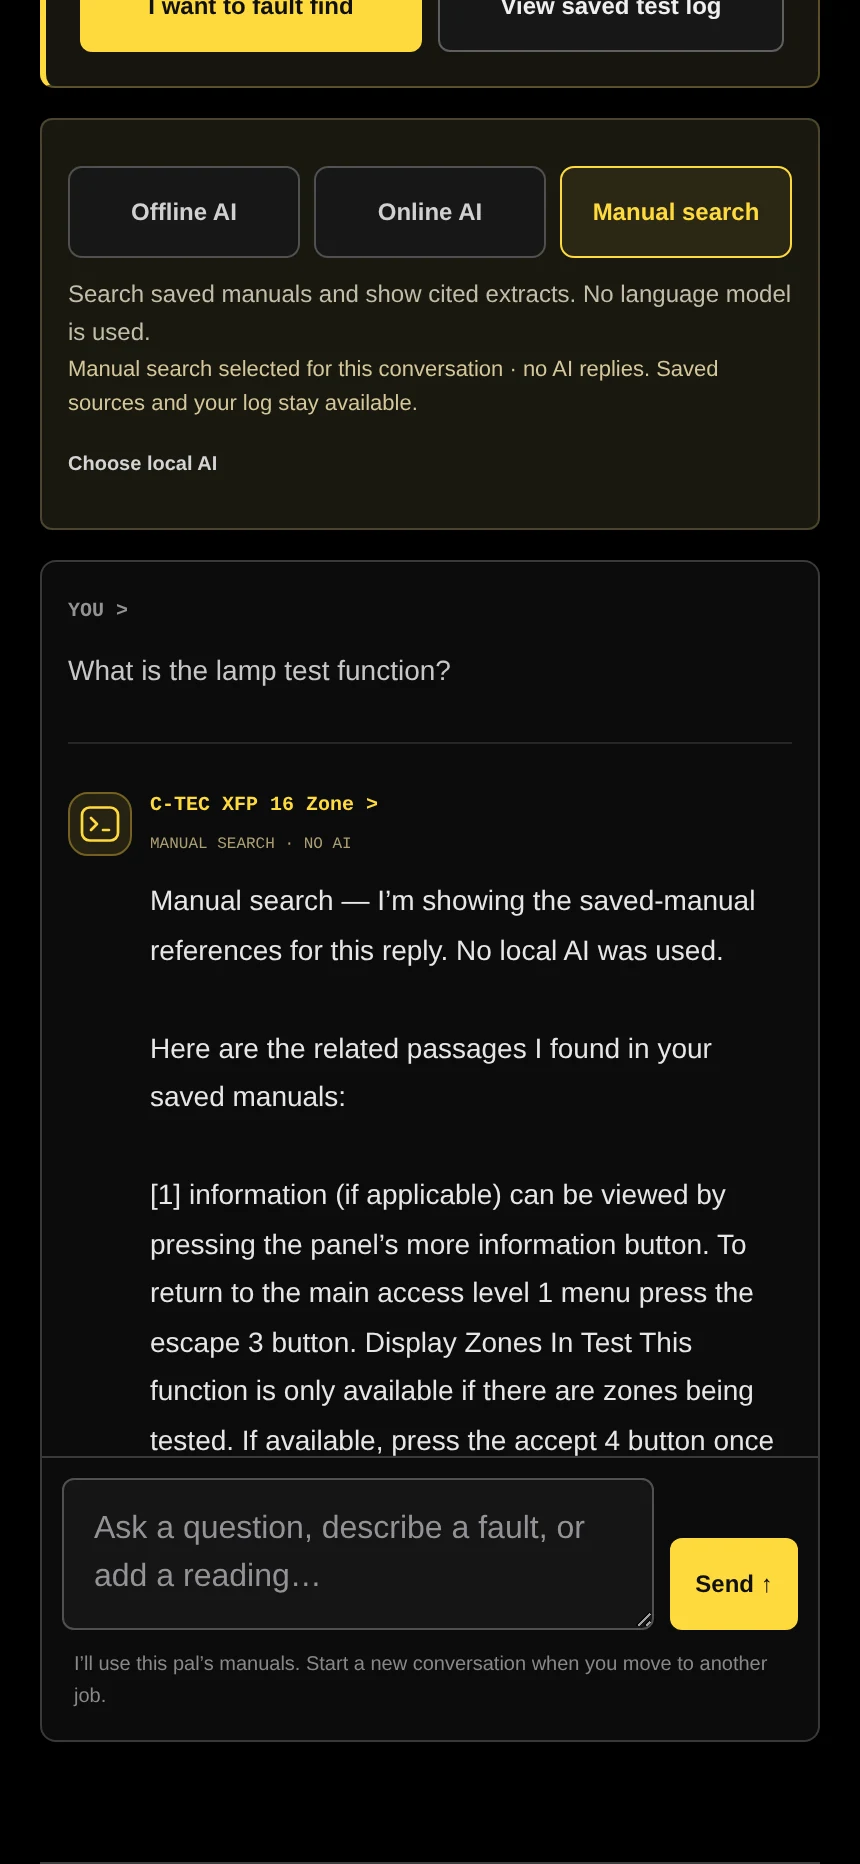 I want to fault find
View saved test log
Offline AI
Online AI
Manual search
Search saved manuals and show cited extracts. No language model
is used.
Manual search selected for this conversation · no AI replies. Saved
sources and your log stay available.
Choose local AI
YOU >
What is the lamp test function?
C-TEC XFP 16 Zone >
MANUAL SEARCH · NO AI
Manual search — I’m showing the saved-manual
references for this reply. No local AI was used.
Here are the related passages I found in your
saved manuals:
[1] information (if applicable) can be viewed by
pressing the panel’s more information button. To
return to the main access level 1 menu press the
escape 3 button. Display Zones In Test This
function is only available if there are zones being
tested. If available, press the accept 4 button once
Ask a question, describe a fault, or
add a reading…
Send ↑
I’ll use this pal’s manuals. Start a new conversation when you move to another
job.